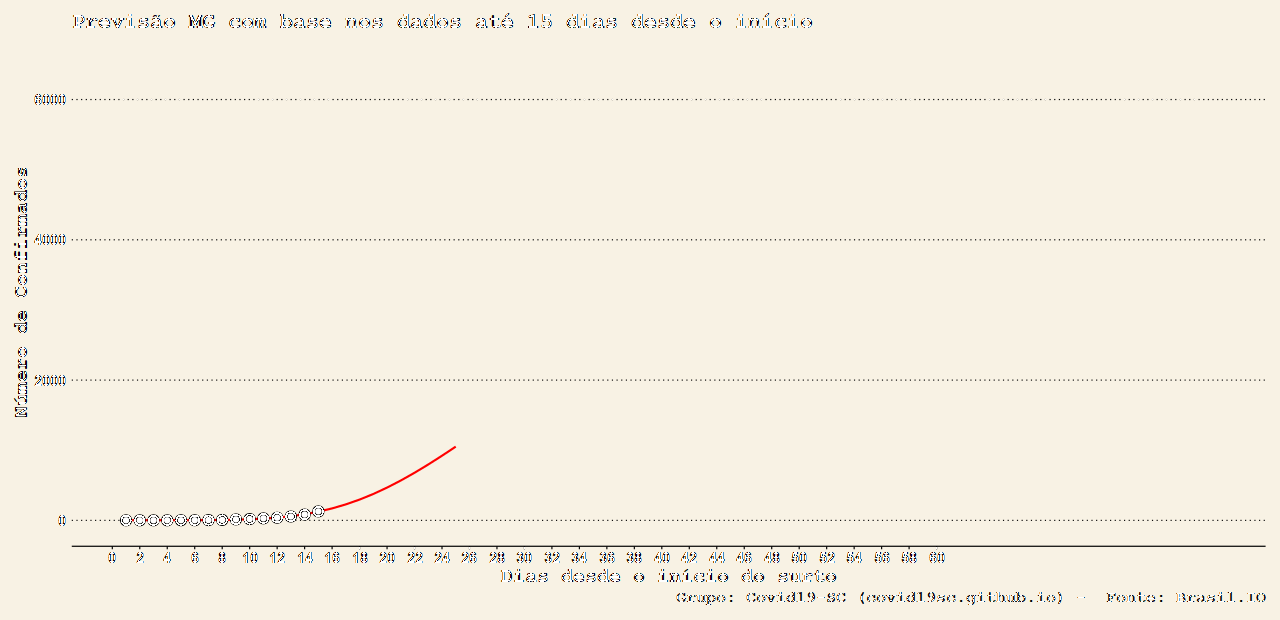 Previsão MG com base nos dados até 15 dias desde o início
60000
40000
20000
0
Número de Confirmados
0 2 4 6 8 10 12 14 16 18 20 22 24 26 28 30 32 34 36 38 40 42 44 46 48 50 52 54 56 58 60
Dias desde o início do surto
Grupo: Covid19-SC (covid19sc.github.io) -- Fonte: Brasil.IO